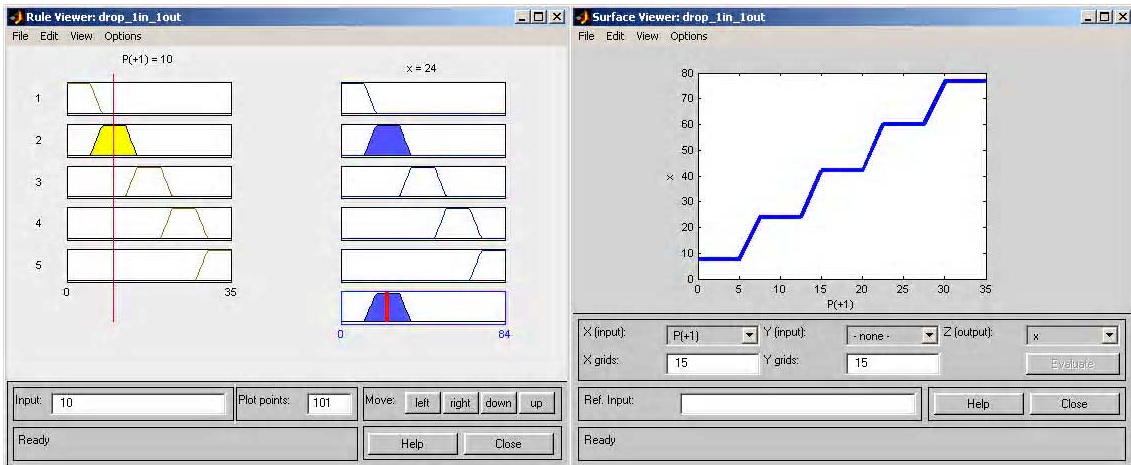 Rule Viewer: drop_1in_1out
File Edit View Options
P(+1) = 10
x = 24
1
2
3
4
5
0 35
0 84
Input: 10
Plot points: 101
Move: left right down up
Ready
Help Close
Surface Viewer: drop_1in_1out
File Edit View Options
80
70
60
50
40
30
20
10
0
x
0 5 10 15 20 25 30 35
P(+1)
X (input): P(+1) Y (input): - none - Z (output): x
X grids: 15 Y grids: 15 Evaluate
Ref. Input: Help Close
Ready